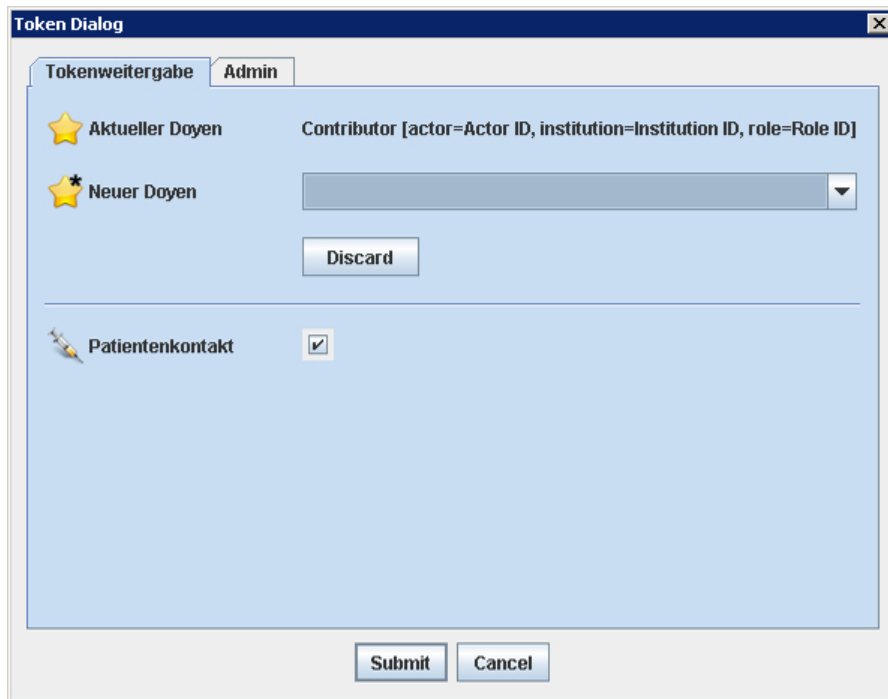 Token Dialog
Tokenweitergabe Admin
Aktueller Doyen Contributor [actor=Actor ID, institution=Institution ID, role=Role ID]
Neuer Doyen
Discard
Patientenkontakt
Submit Cancel